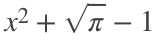 x² + √π − 1